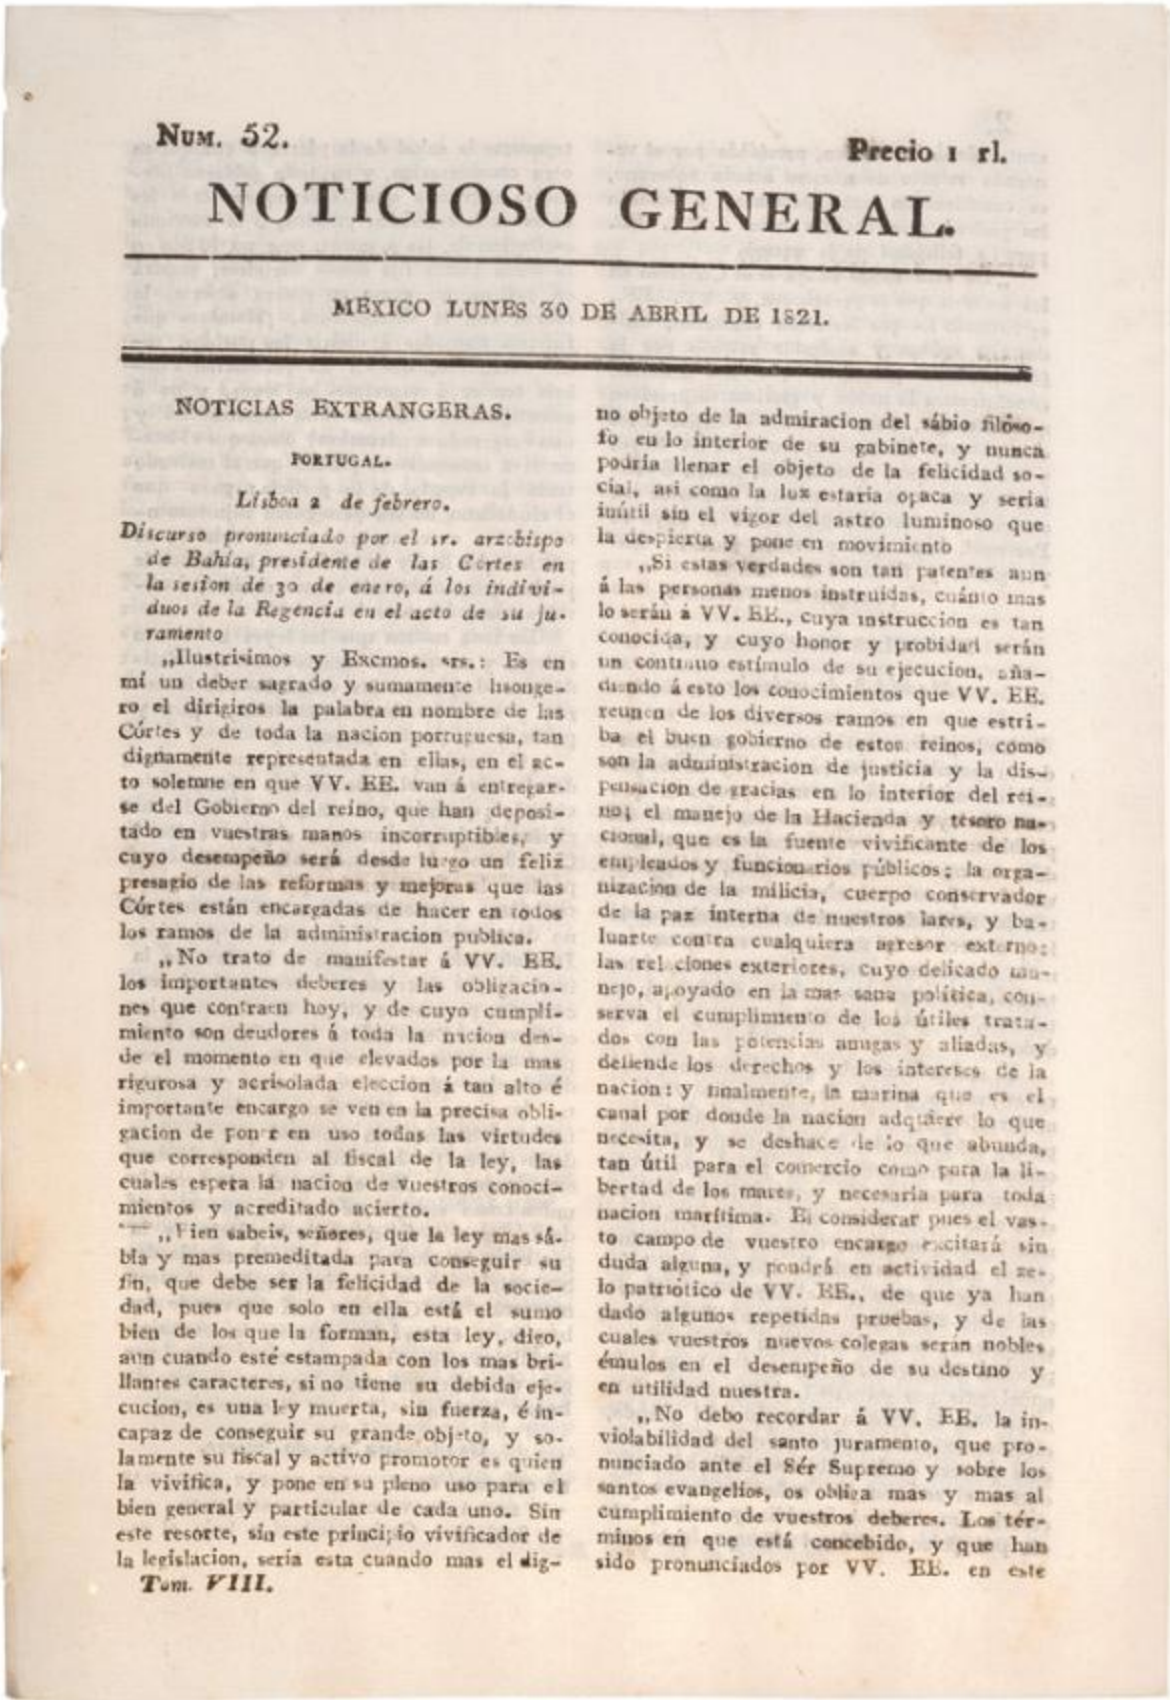 Num. 52.
Precio 1 rl.
NOTICIOSO GENERAL.
MÉXICO LUNES 30 DE ABRIL DE 1821.
NOTICIAS EXTRANGERAS.
PORTUGAL.
Lisboa 2 de febrero.
Discurso pronunciado por el sr. arzobispo
de Bahía, presidente de las Córtes en
la sesion de 30 de enero, á los indivi-
duos de la Regencia en el acto de su ju-
ramento
„Ilustrísimos y Excmos. srs.: Es en
mí un deber sagrado y sumamente lisonge-
ro el dirigiros la palabra en nombre de las
Córtes y de toda la nacion portuguesa, tan
dignamente representada en ellas, en el ac-
to solemne en que VV. EE. van á entregar-
se del Gobierno del reino, que han deposi-
tado en vuestras manos incorruptibles, y
cuyo desempeño será desde luego un feliz
presagio de las reformas y mejoras que las
Córtes están encargadas de hacer en todos
los ramos de la administracion publica.
„No trato de manifestar á VV. EE.
los importantes deberes y las obligacio-
nes que contraen hoy, y de cuyo cumpli-
miento son deudores á toda la nacion des-
de el momento en que elevados por la mas
rigurosa y acrisolada eleccion á tan alto é
importante encargo se ven en la precisa obli-
gacion de poner en uso todas las virtudes
que corresponden al fiscal de la ley, las
cuales espera la nacion de vuestros conoci-
mientos y acreditado acierto.
„Bien sabeis, señores, que la ley mas sá-
bia y mas premeditada para conseguir su
fin, que debe ser la felicidad de la socie-
dad, pues que solo en ella está el sumo
bien de los que la forman, esta ley, digo,
aun cuando esté estampada con los mas bri-
llantes caracteres, si no tiene su debida eje-
cucion, es una ley muerta, sin fuerza, é in-
capaz de conseguir su grande objeto, y so-
lamente su fiscal y activo promotor es quien
la vivifica, y pone en su pleno uso para el
bien general y particular de cada uno. Sin
este resorte, sin este principio vivificador de
la legislacion, seria esta cuando mas el dig-
Tom. VIII.
no objeto de la admiracion del sábio filóso-
fo en lo interior de su gabinete, y nunca
podria llenar el objeto de la felicidad so-
cial, asi como la luz estaria opaca y seria
inútil sin el vigor del astro luminoso que
la despierta y pone en movimiento
„Si estas verdades son tan patentes aun
á las personas menos instruidas, cuánto mas
lo serán á VV. EE., cuya instruccion es tan
conocida, y cuyo honor y probidad serán
un continuo estímulo de su ejecucion, aña-
diendo á esto los conocimientos que VV. EE.
reunen de los diversos ramos en que estri-
ba el buen gobierno de estos reinos, como
son la administracion de justicia y la dis-
pensacion de gracias en lo interior del rei-
no; el manejo de la Hacienda y tesoro na-
cional, que es la fuente vivificante de los
empleados y funcionarios públicos; la orga-
nizacion de la milicia, cuerpo conservador
de la paz interna de nuestros lares, y ba-
luarte contra cualquiera agresor externo:
las relaciones exteriores, cuyo delicado ma-
nejo, apoyado en la mas sana política, con-
serva el cumplimiento de los útiles trata-
dos con las potencias amigas y aliadas, y
defiende los derechos y los intereses de la
nacion: y finalmente, la marina que es el
canal por donde la nacion adquiere lo que
necesita, y se deshace de lo que abunda,
tan útil para el comercio como para la li-
bertad de los mares, y necesaria para toda
nacion marítima. El considerar pues el vas-
to campo de vuestro encargo excitará sin
duda alguna, y pondrá en actividad el ze-
lo patriótico de VV. EE., de que ya han
dado algunos repetidas pruebas, y de las
cuales vuestros nuevos colegas serán nobles
émulos en el desempeño de su destino y
en utilidad nuestra.
„No debo recordar á VV. EE. la in-
violabilidad del santo juramento, que pro-
nunciado ante el Sér Supremo y sobre los
santos evangelios, os obliga mas y mas al
cumplimiento de vuestros deberes. Los tér-
minos en que está concebido, y que han
sido pronunciados por VV. EE. en este